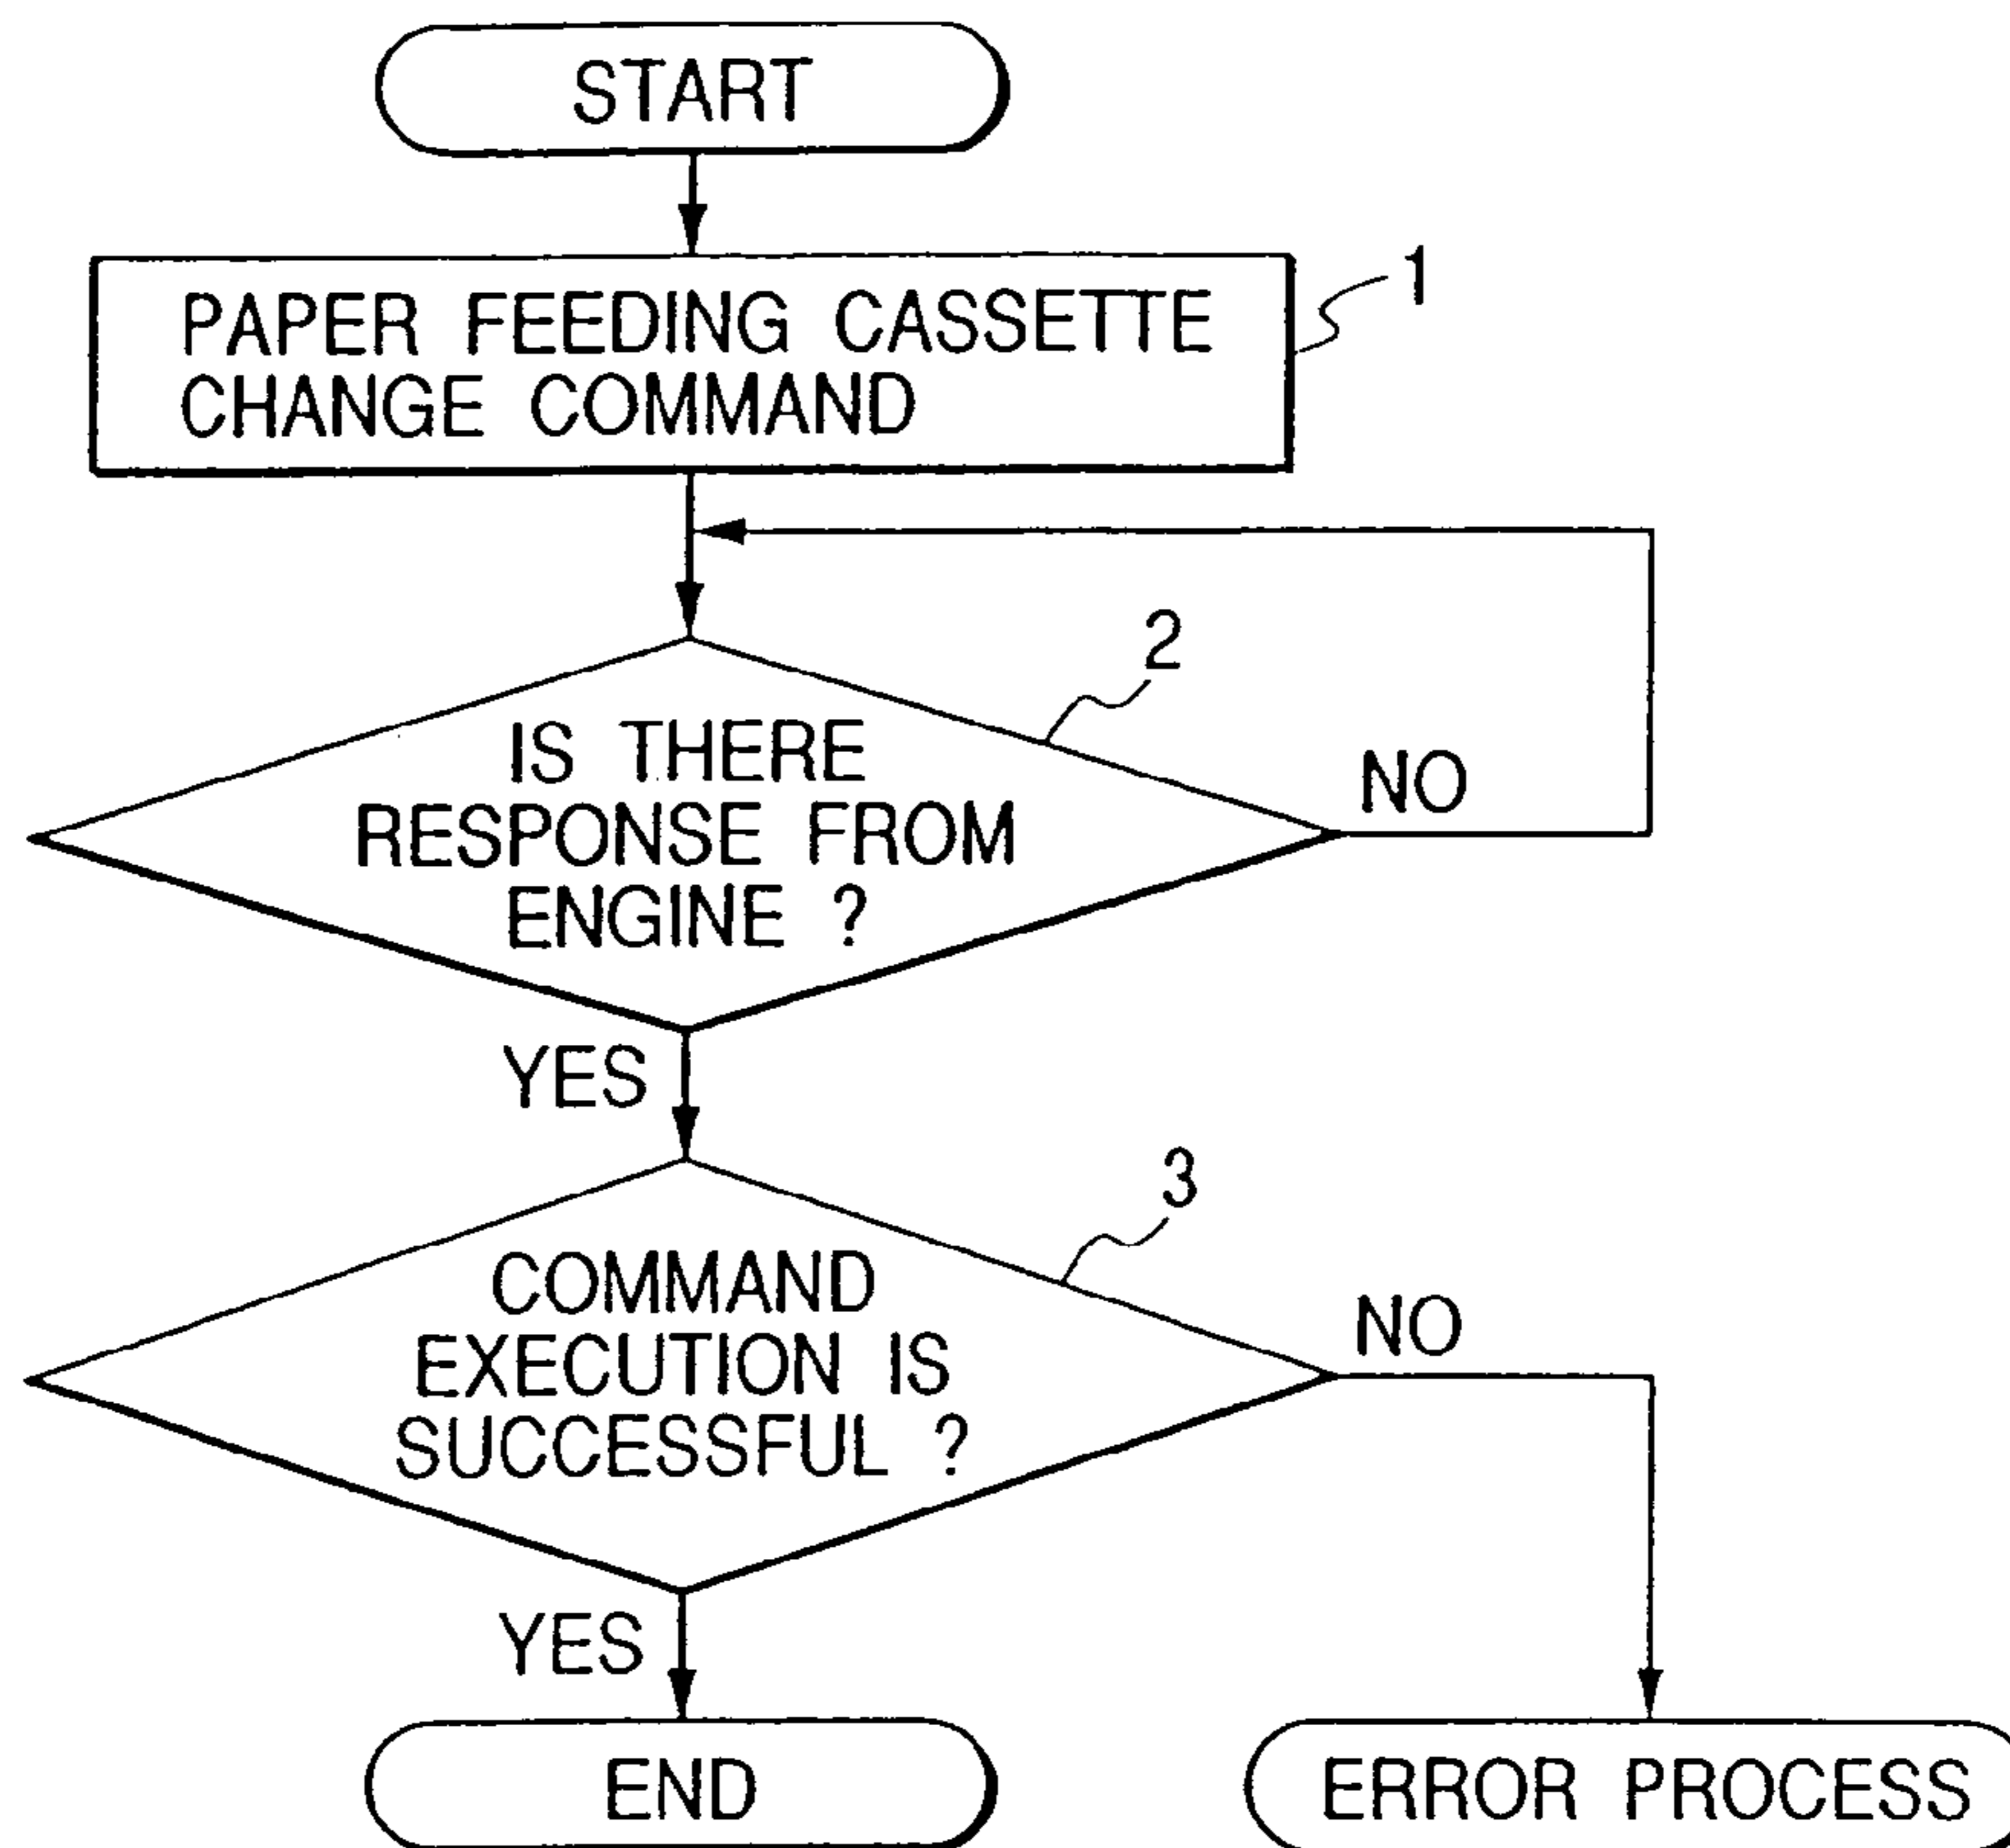 START
PAPER FEEDING CASSETTE
CHANGE COMMAND
1
2
IS THERE
RESPONSE FROM
ENGINE ?
NO
YES
3
COMMAND
EXECUTION IS
SUCCESSFUL ?
NO
YES
END
ERROR PROCESS